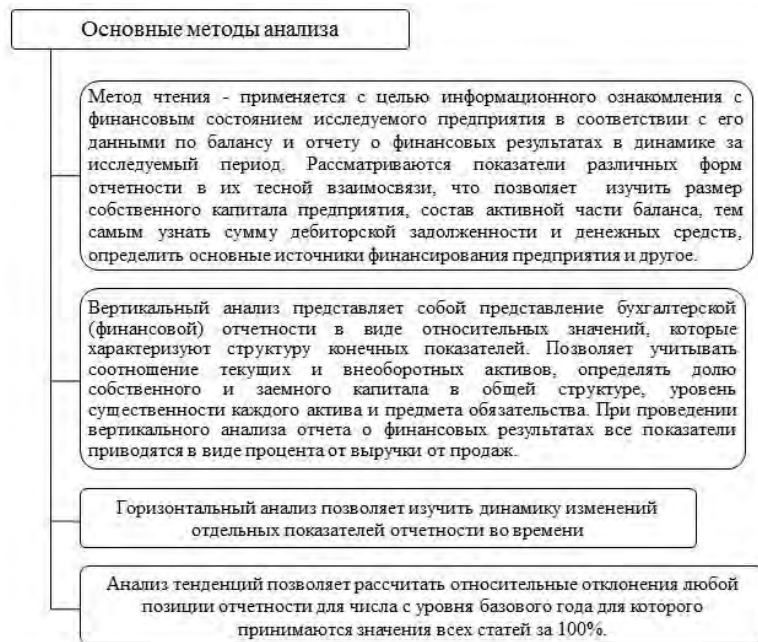 Основные методы анализа
Метод чтения - применяется с целью информационного ознакомления с
финансовым состоянием исследуемого предприятия в соответствии с его
данными по балансу и отчету о финансовых результатах в динамике за
исследуемый период. Рассматриваются показатели различных форм
отчетности в их тесной взаимосвязи, что позволяет изучить размер
собственного капитала предприятия, состав активной части баланса, тем
самым узнать сумму дебиторской задолженности и денежных средств,
определить основные источники финансирования предприятия и другое.
Вертикальный анализ представляет собой представление бухгалтерской
(финансовой) отчетности в виде относительных значений, которые
характеризуют структуру конечных показателей. Позволяет учитывать
соотношение текущих и внеоборотных активов, определять долю
собственного и заемного капитала в общей структуре, уровень
существенности каждого актива и предмета обязательства. При проведении
вертикального анализа отчета о финансовых результатах все показатели
приводятся в виде процента от выручки от продаж.
Горизонтальный анализ позволяет изучить динамику изменений
отдельных показателей отчетности во времени
Анализ тенденций позволяет рассчитать относительные отклонения любой
позиции отчетности для числа с уровня базового года для которого
принимаются значения всех статей за 100%.